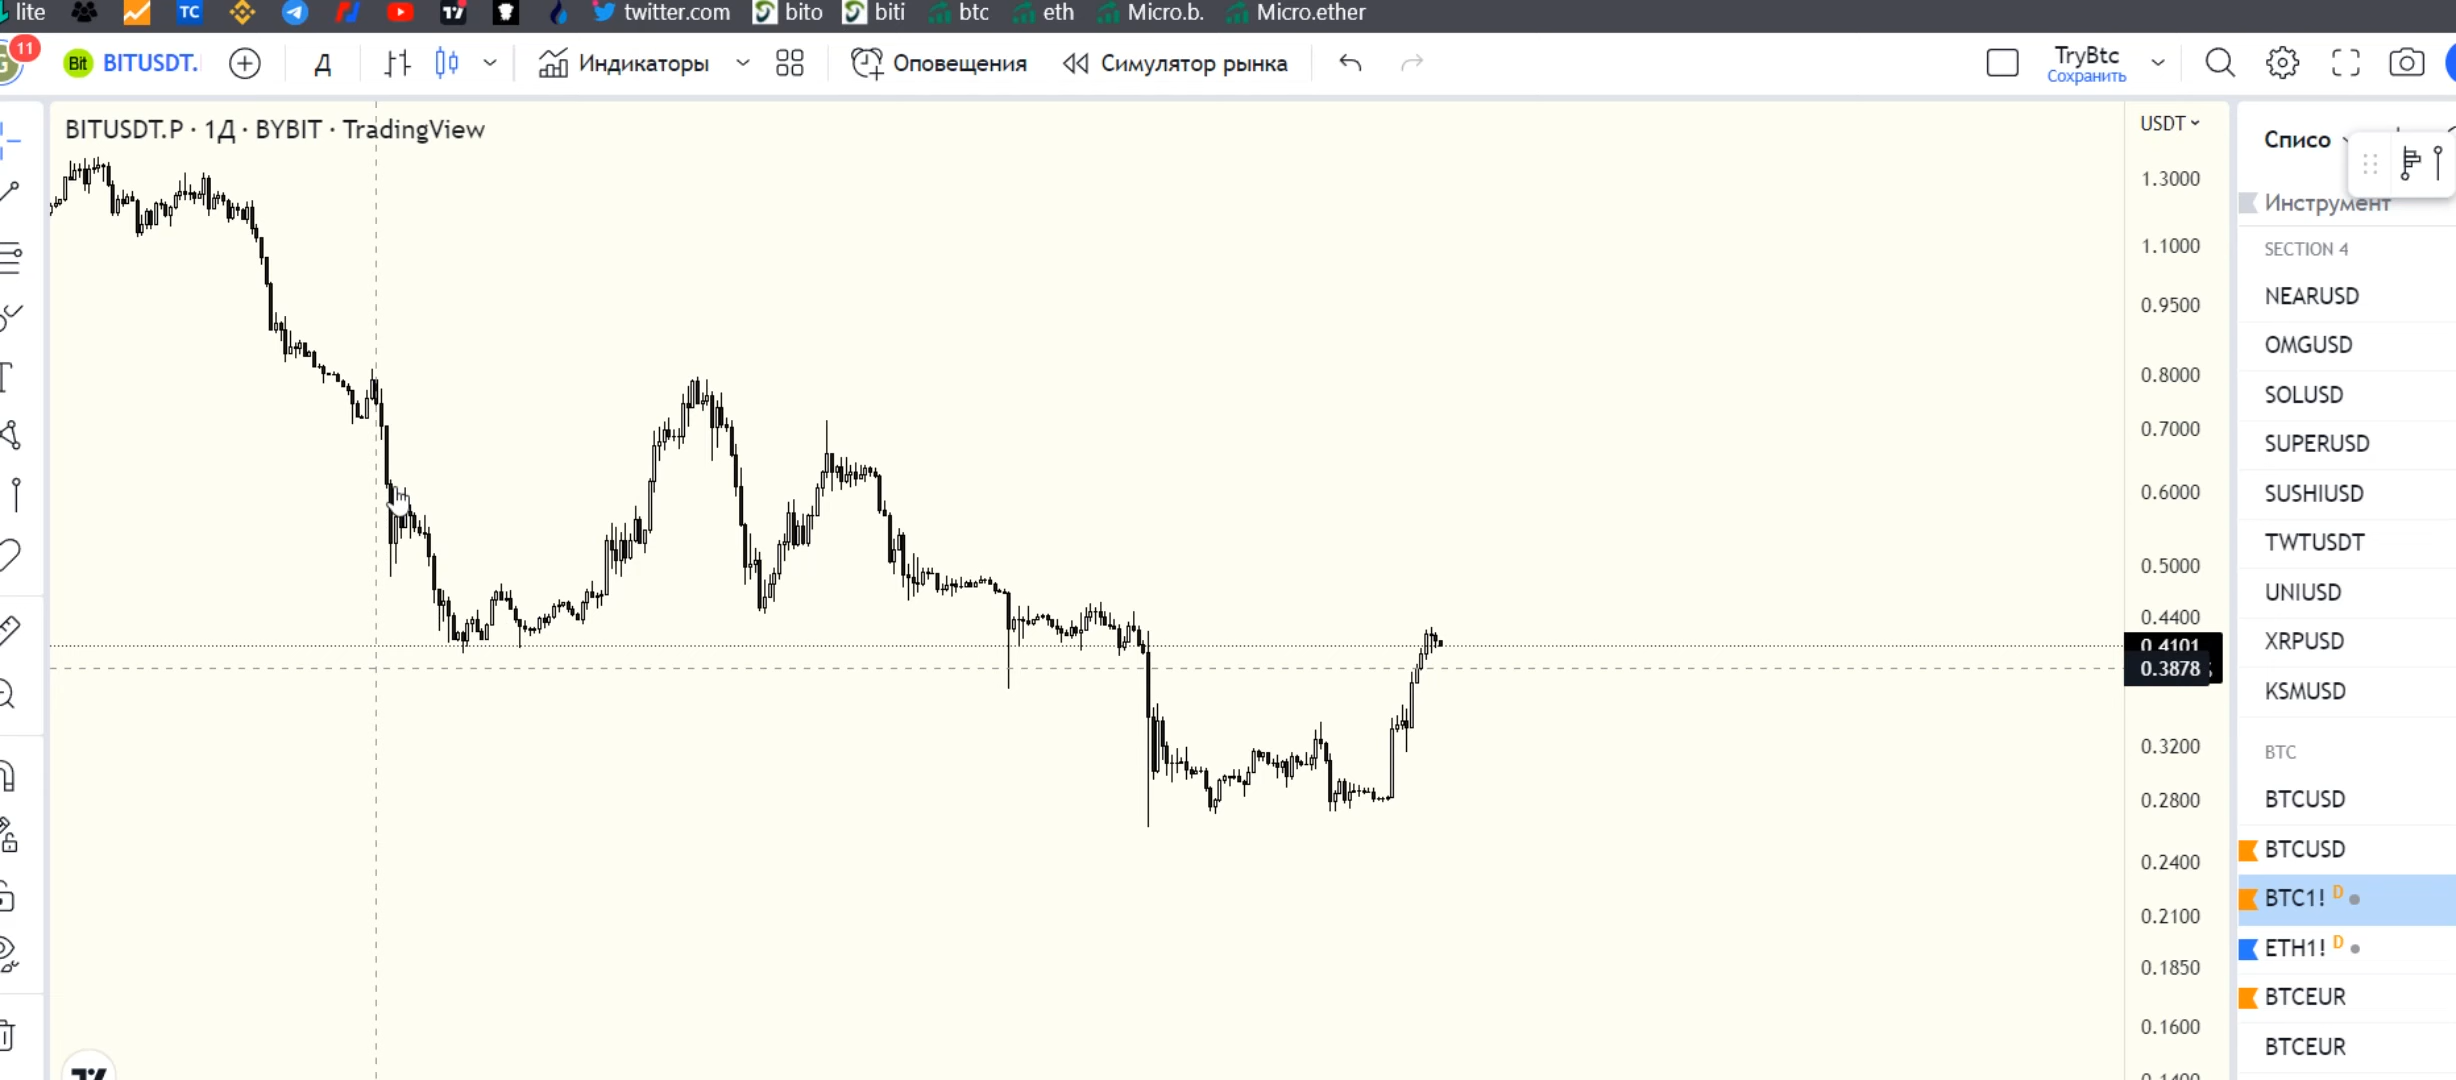 lite
TC
twitter.com
bito
biti
btc
eth
Micro.b.
Micro.ether
11
Bit
BITUSDT.
Д
Индикаторы
Оповещения
Симулятор рынка
TryBtc
Сохранить
BITUSDT.P · 1Д · BYBIT · TradingView
USDT
1.3000
1.1000
0.9500
0.8000
0.7000
0.6000
0.5000
0.4400
0.4101
0.3878
0.3200
0.2800
0.2400
0.2100
0.1850
0.1600
Списо
Инструмент
SECTION 4
NEARUSD
OMGUSD
SOLUSD
SUPERUSD
SUSHIUSD
TWTUSDT
UNIUSD
XRPUSD
KSMUSD
BTC
BTCUSD
BTCUSD
BTC1! D
ETH1! D
BTCEUR
BTCEUR